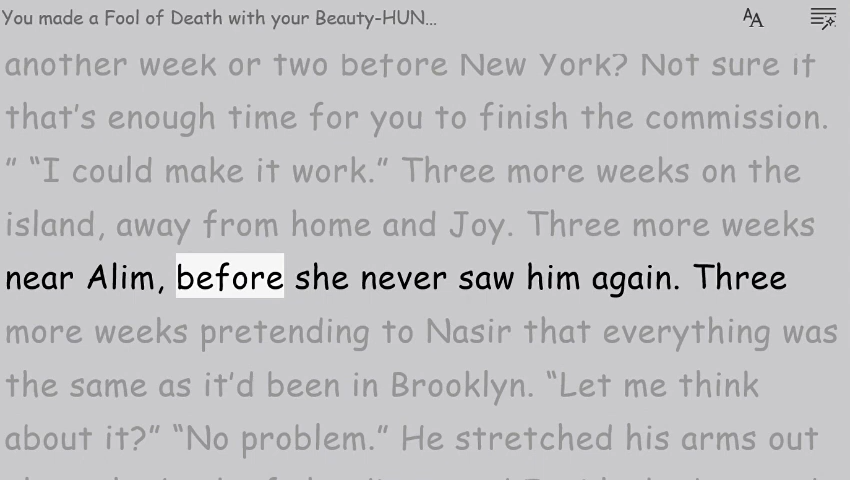 You made a Fool of Death with your Beauty-HUN...
another week or two before New York? Not sure if
that's enough time for you to finish the commission.
” “I could make it work.” Three more weeks on the
island, away from home and Joy. Three more weeks
near Alim, before she never saw him again. Three
more weeks pretending to Nasir that everything was
the same as it'd been in Brooklyn. “Let me think
about it?” “No problem.” He stretched his arms out